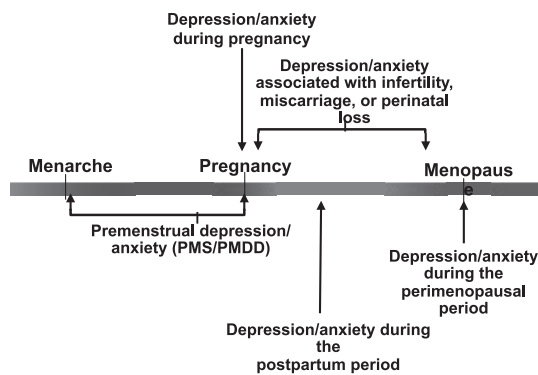 Depression/anxiety
during pregnancy
Depression/anxiety
associated with infertility,
miscarriage, or perinatal
loss
Menarche
Pregnancy
Menopaus
e
Premenstrual depression/
anxiety (PMS/PMDD)
Depression/anxiety
during the
perimenopausal
period
Depression/anxiety during
the
postpartum period